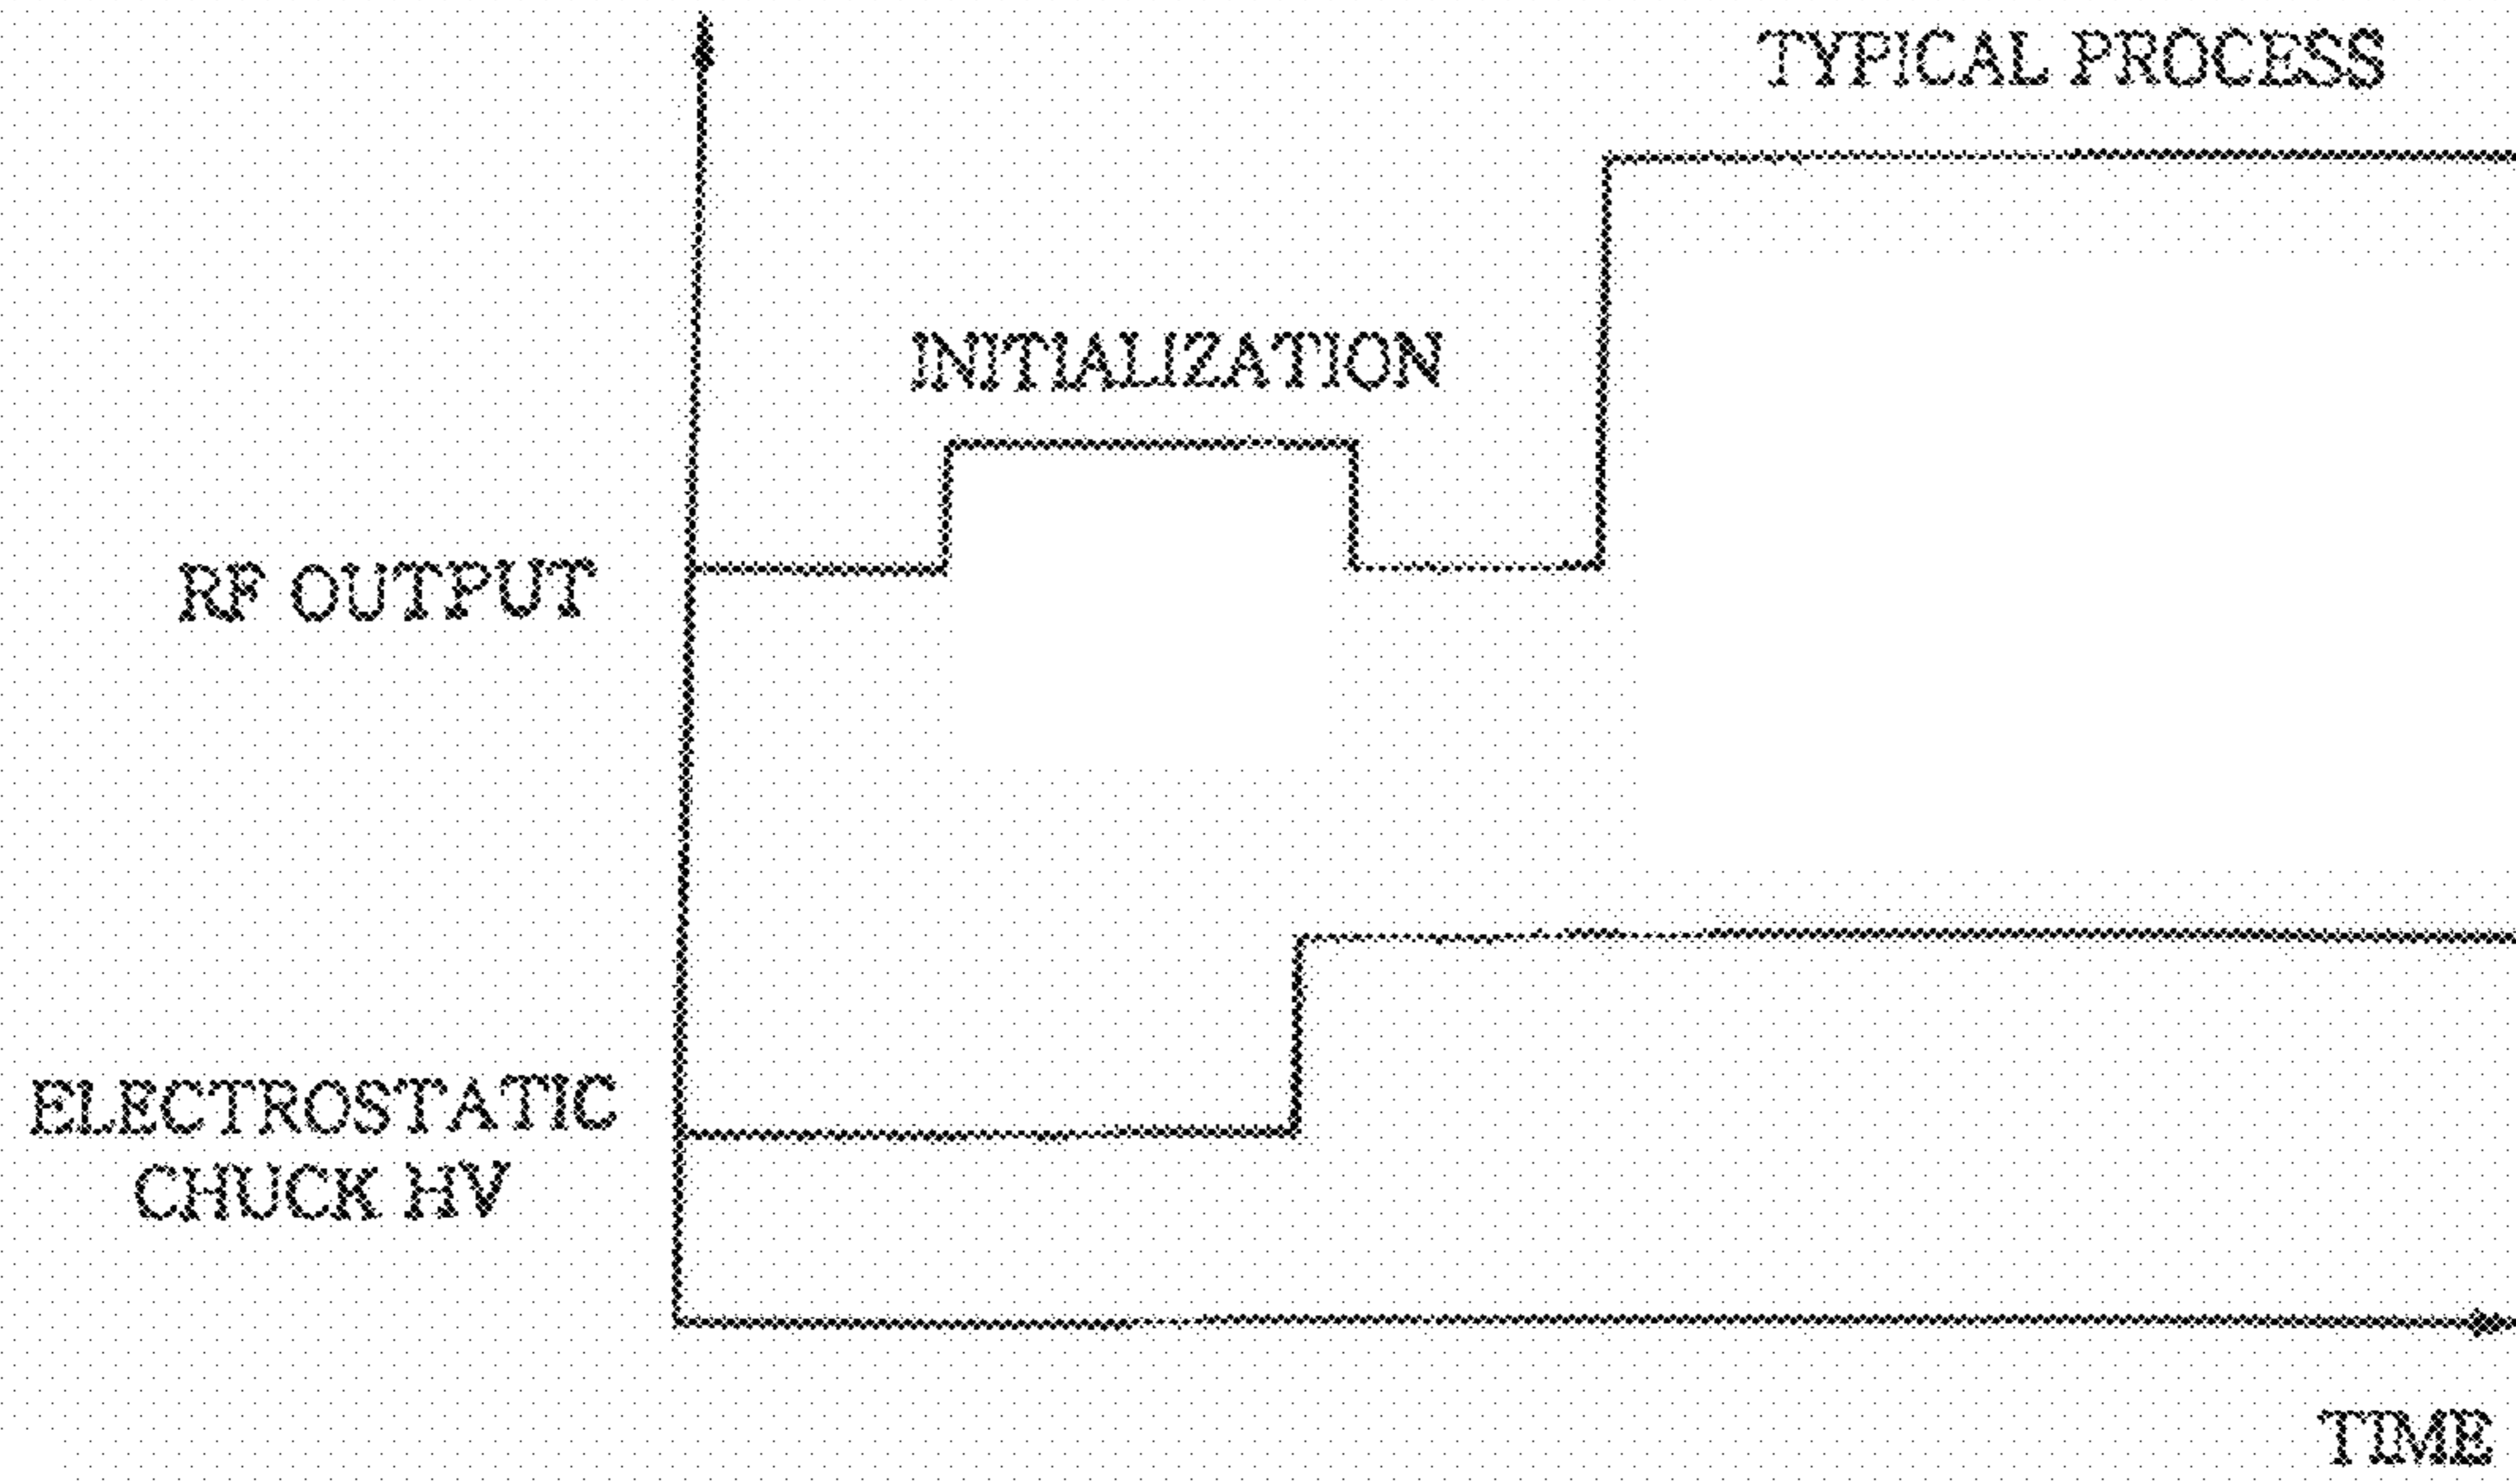 TYPICAL PROCESS
INITIALIZATION
RF OUTPUT
ELECTROSTATIC
CHUCK HV
TIME